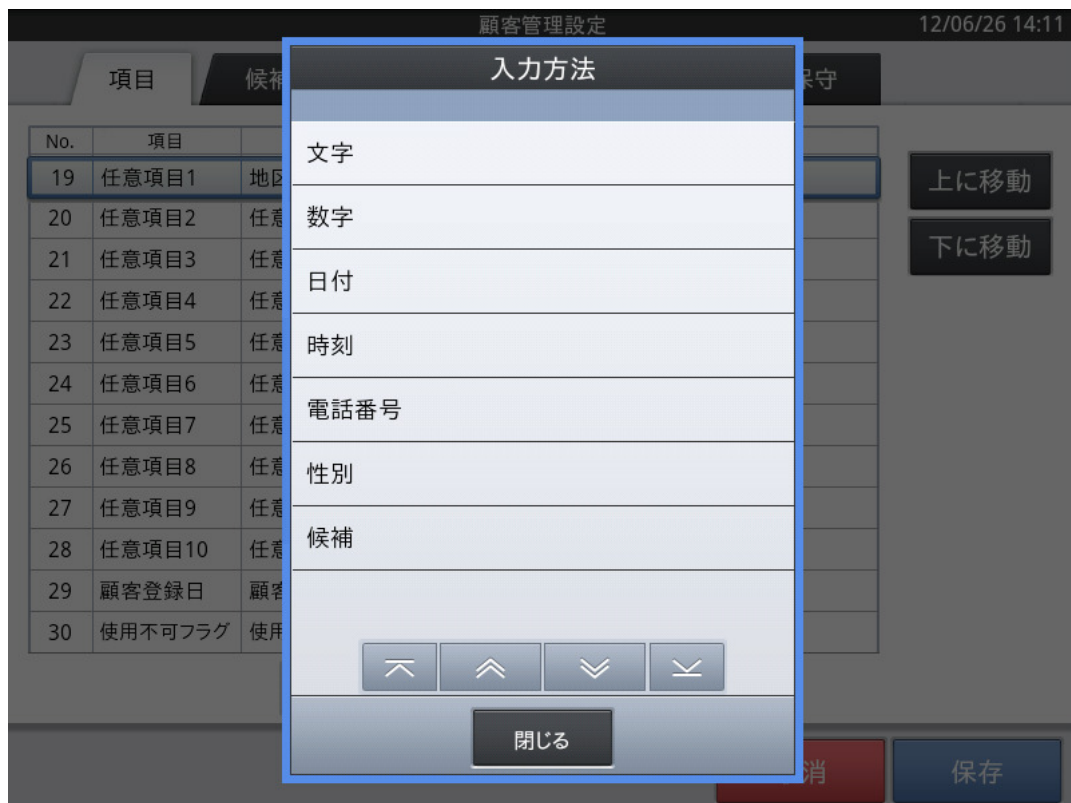 顧客管理設定 12/06/26 14:11
項目
入力方法
No. 項目
19 任意項目1
20 任意項目2
21 任意項目3
22 任意項目4
23 任意項目5
24 任意項目6
25 任意項目7
26 任意項目8
27 任意項目9
28 任意項目10
29 顧客登録日
30 使用不可フラグ
文字
数字
日付
時刻
電話番号
性別
候補
閉じる
上に移動
下に移動
保存